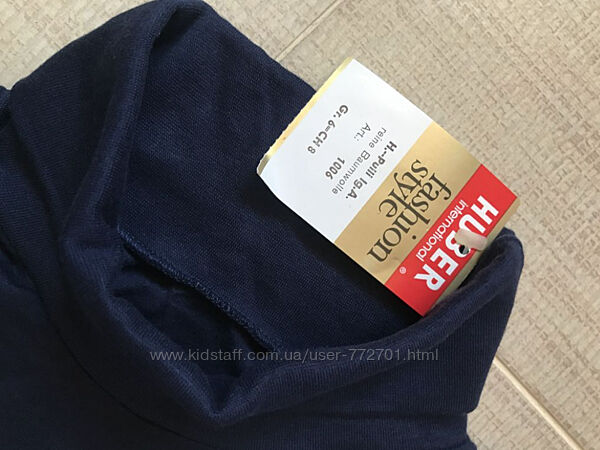 HUBER
international ®
fashion
style
H.-Pulli lg.A.
reine Baumwolle
Art.: 1006
Gr. 6=CH 8
www.kidstaff.com.ua/user-772701.html